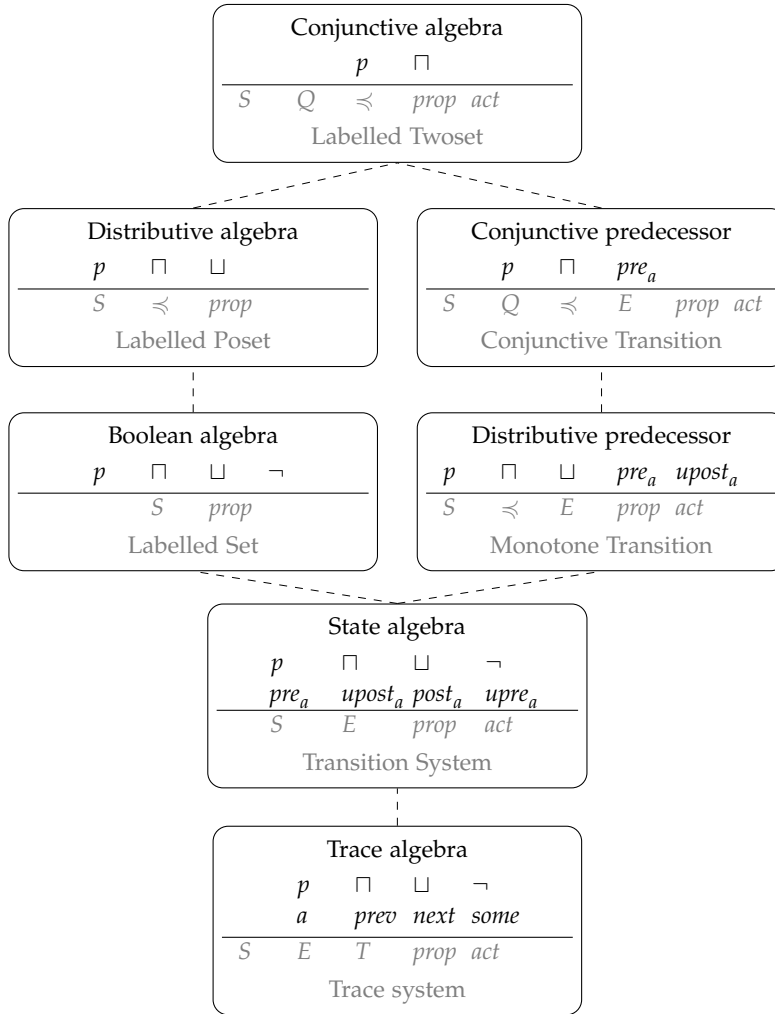 Conjunctive algebra
p ⊓
S Q ≼ prop act
Labelled Twoset
Distributive algebra
p ⊓ ⊔
S ≼ prop
Labelled Poset
Conjunctive predecessor
p ⊓ pre_a
S Q ≼ E prop act
Conjunctive Transition
Boolean algebra
p ⊓ ⊔ ¬
S prop
Labelled Set
Distributive predecessor
p ⊓ ⊔ pre_a upost_a
S ≼ E prop act
Monotone Transition
State algebra
p ⊓ ⊔ ¬
pre_a upost_a post_a upre_a
S E prop act
Transition System
Trace algebra
p ⊓ ⊔ ¬
a prev next some
S E T prop act
Trace system